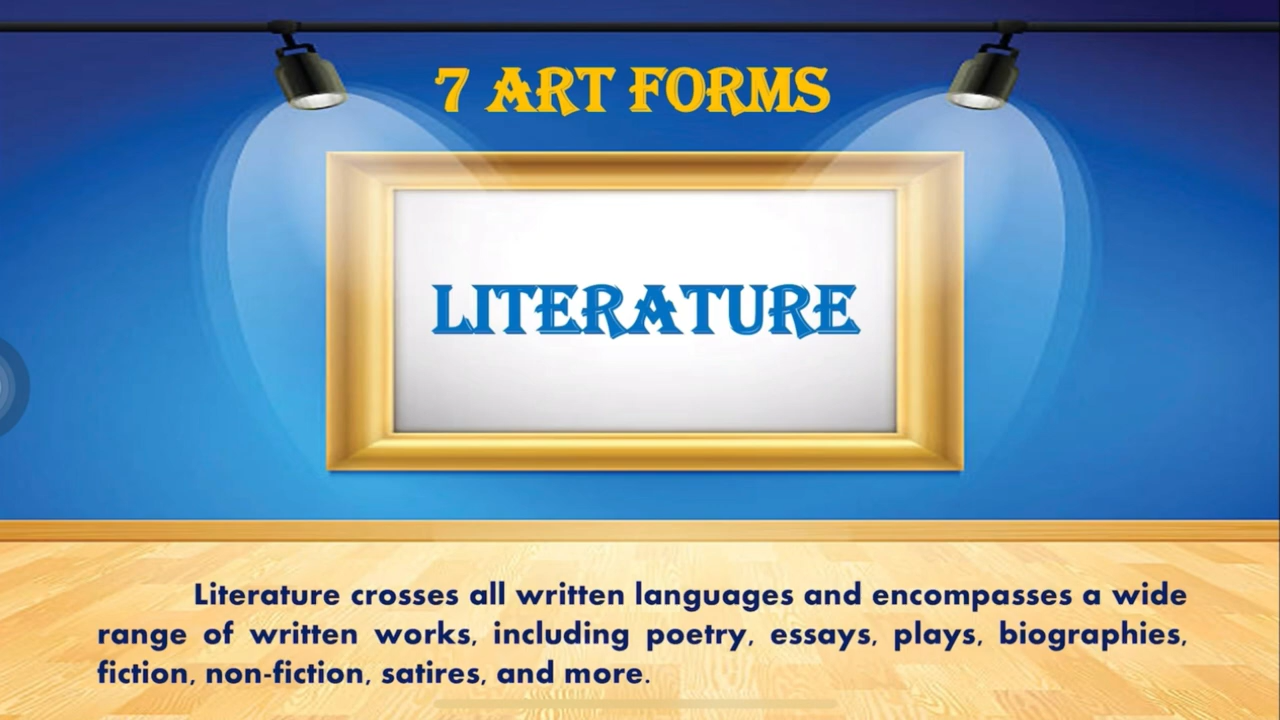 7 ART FORMS
LITERATURE
Literature crosses all written languages and encompasses a wide
range of written works, including poetry, essays, plays, biographies,
fiction, non-fiction, satires, and more.